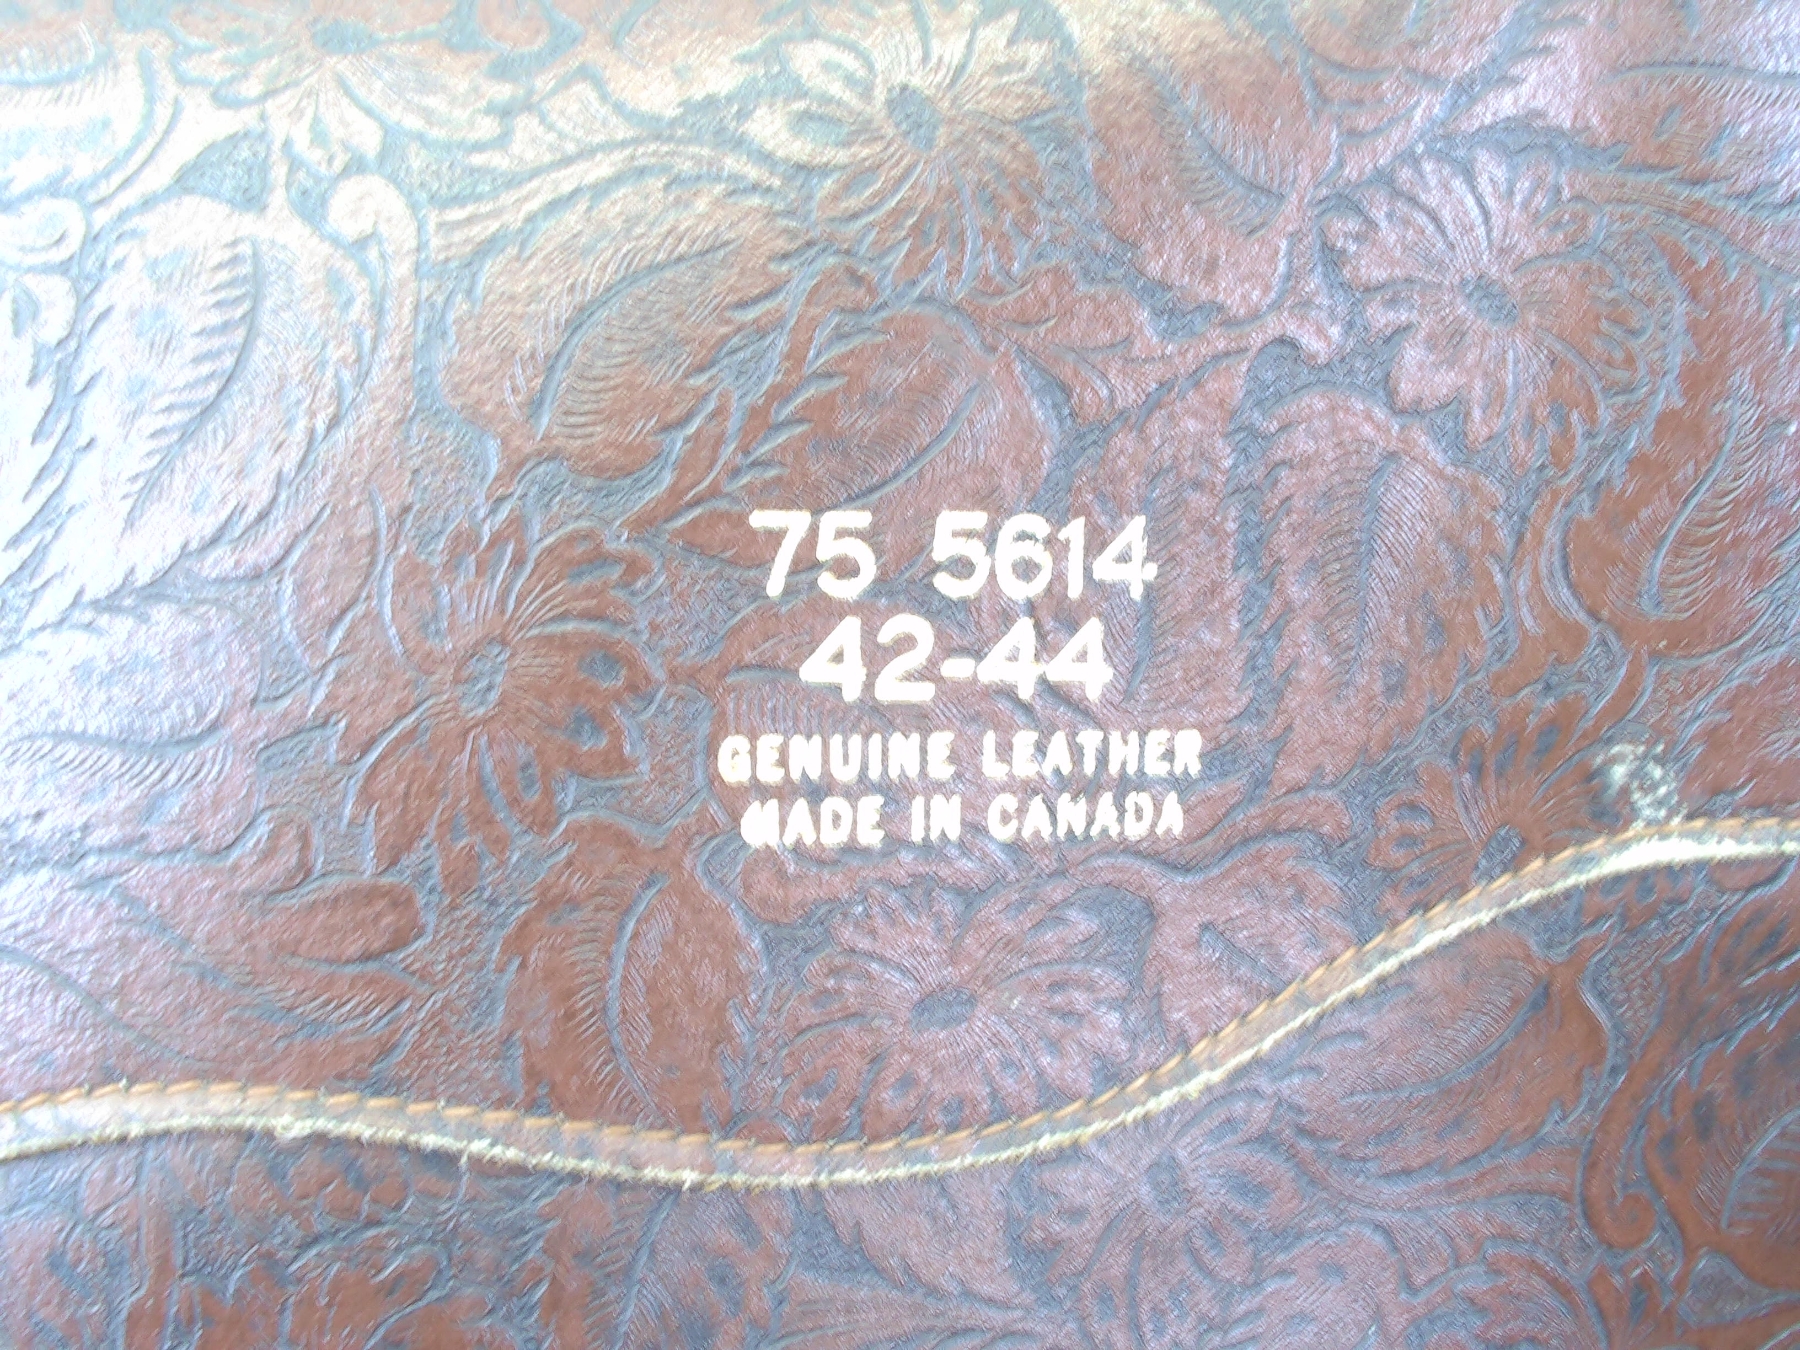 75 5614
42-44
GENUINE LEATHER
MADE IN CANADA